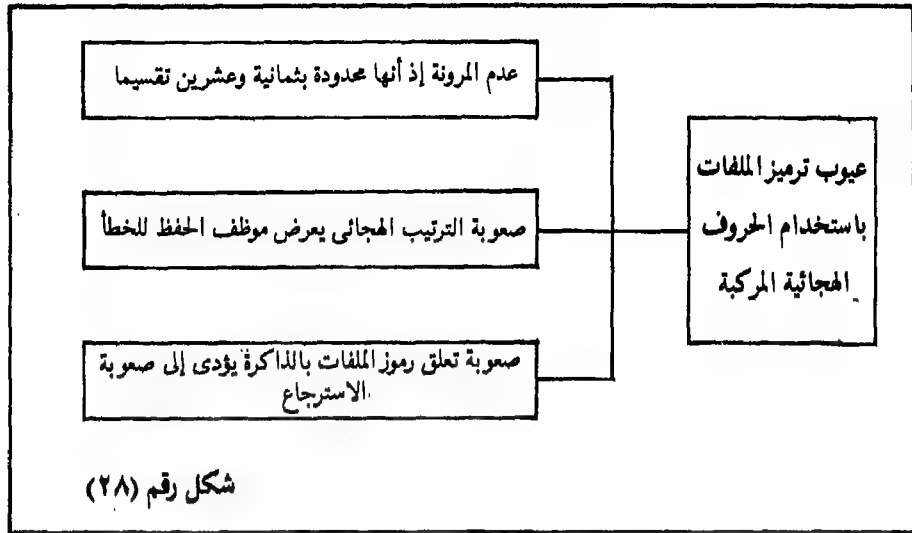 عيوب ترميز الملفات
باستخدام الحروف
الهجائية المركبة
عدم المرونة إذ أنها محدودة بثمانية وعشرين تقسيما
صعوبة الترتيب الهجائى يعرض موظف الحفظ للخطأ
صعوبة تعلق رموز الملفات بالذاكرة يؤدى إلى صعوبة
الاسترجاع
شكل رقم (٢٨)